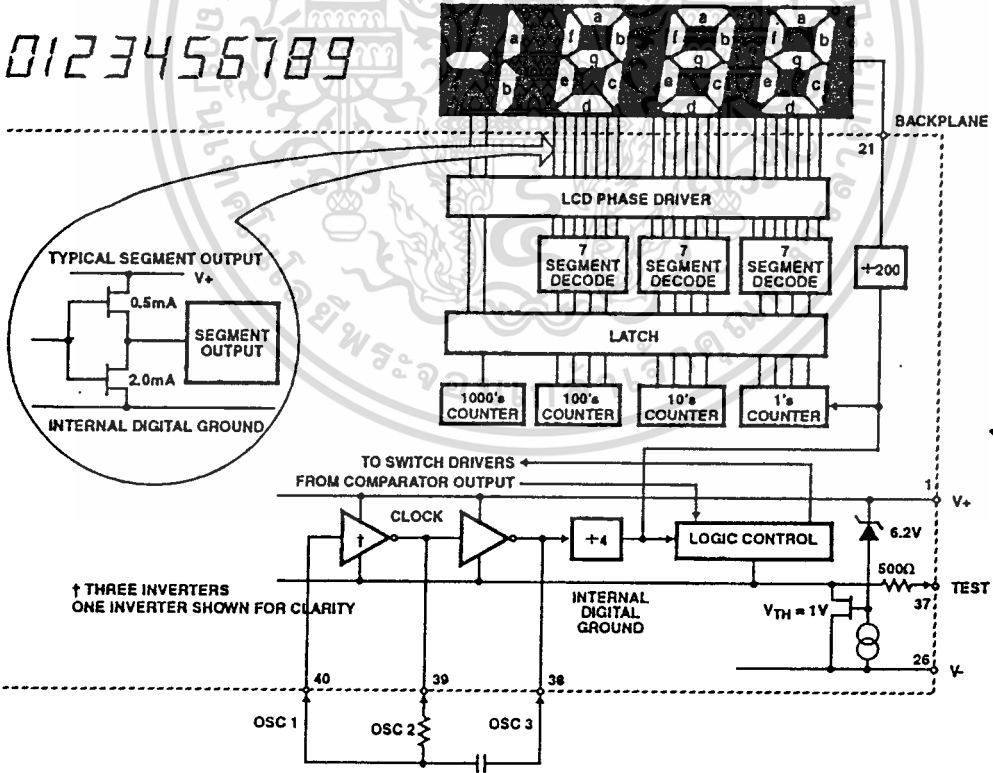 0123456789
a
b
a
f
b
g
e
c
d
a
f
b
g
e
c
d
a
f
b
g
e
c
d
BACKPLANE
21
LCD PHASE DRIVER
7
SEGMENT
DECODE
7
SEGMENT
DECODE
7
SEGMENT
DECODE
÷200
LATCH
1000's
COUNTER
100's
COUNTER
10's
COUNTER
1's
COUNTER
TYPICAL SEGMENT OUTPUT
V+
0.5mA
SEGMENT
OUTPUT
2.0mA
INTERNAL DIGITAL GROUND
TO SWITCH DRIVERS
FROM COMPARATOR OUTPUT
1
V+
CLOCK
†
÷4
LOGIC CONTROL
6.2V
500Ω
TEST
37
† THREE INVERTERS
ONE INVERTER SHOWN FOR CLARITY
INTERNAL
DIGITAL
GROUND
VTH = 1V
26
V-
40
39
38
OSC 1
OSC 2
OSC 3